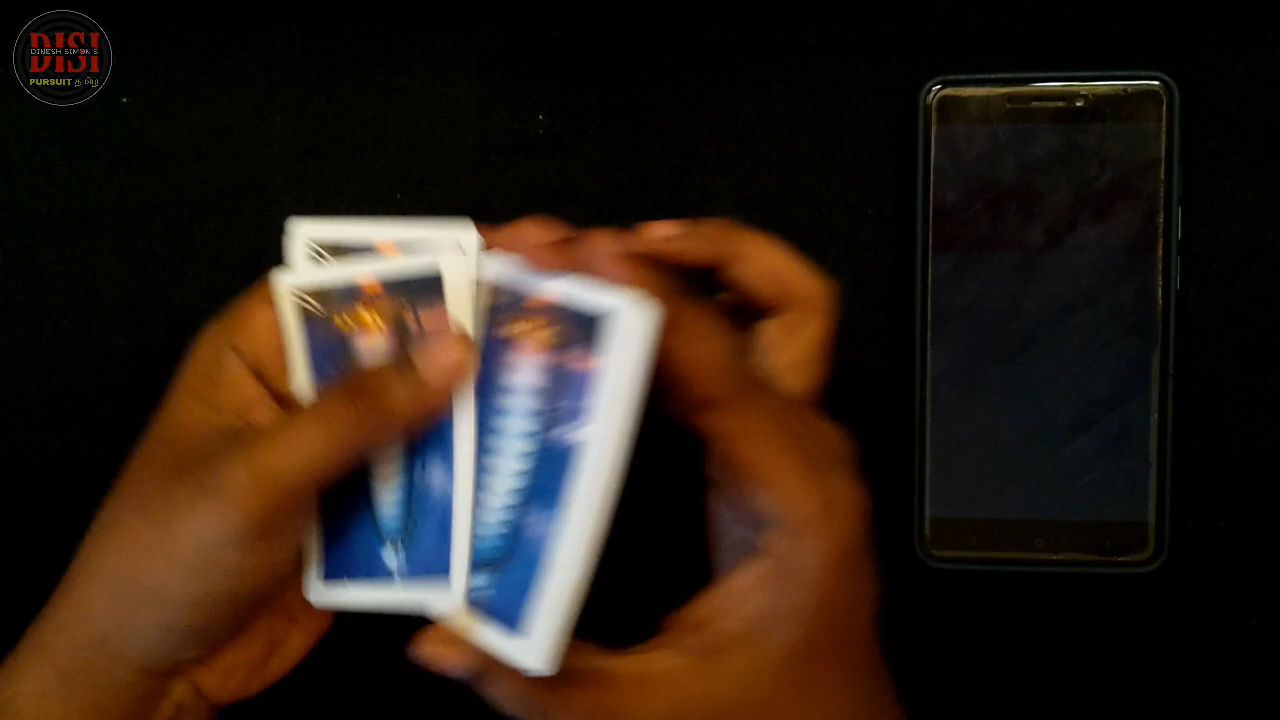 DISI
DINESH SIMON'S
PURSUIT தமிழ்